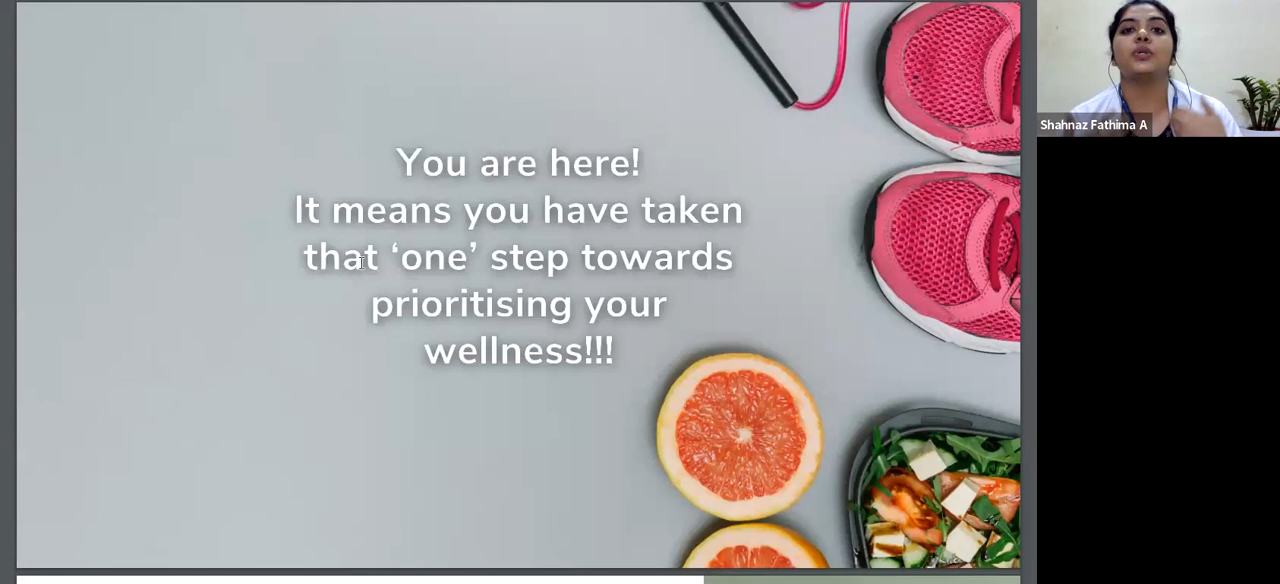 You are here!
It means you have taken
that ‘one’ step towards
prioritising your
wellness!!!
Shahnaz Fathima A